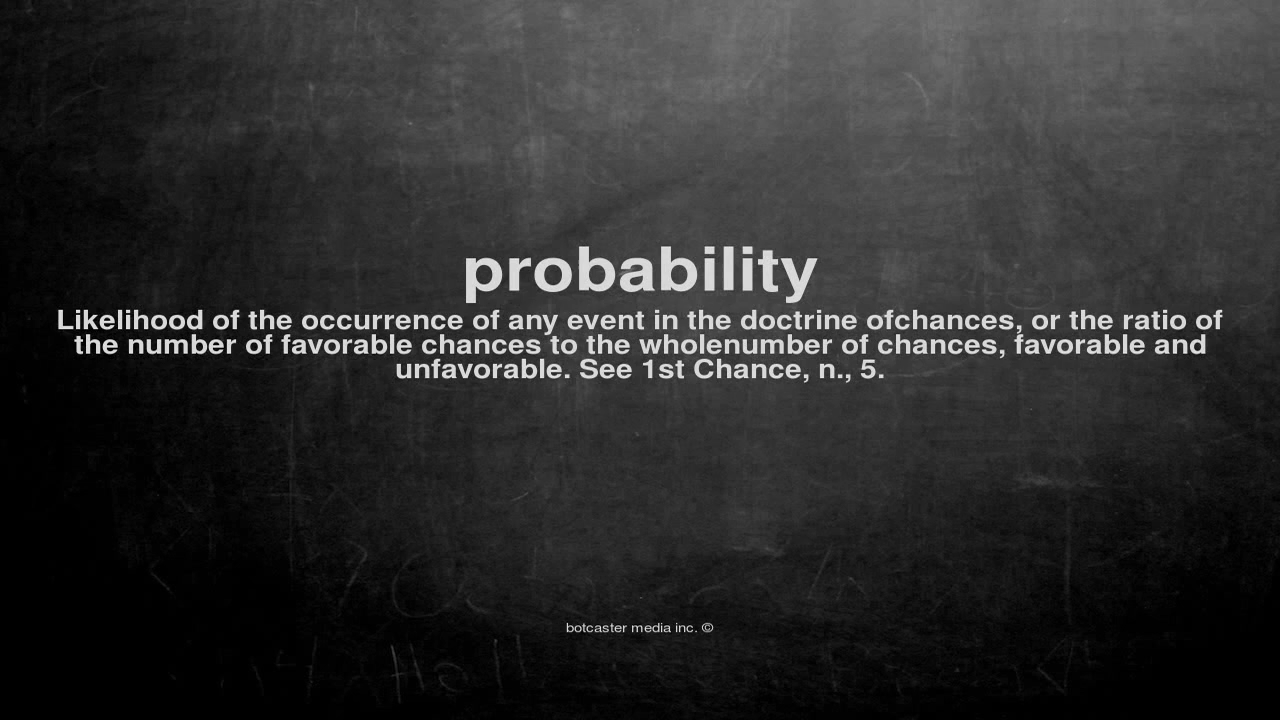 probability
Likelihood of the occurrence of any event in the doctrine ofchances, or the ratio of
the number of favorable chances to the wholenumber of chances, favorable and
unfavorable. See 1st Chance, n., 5.
botcaster media inc. ©